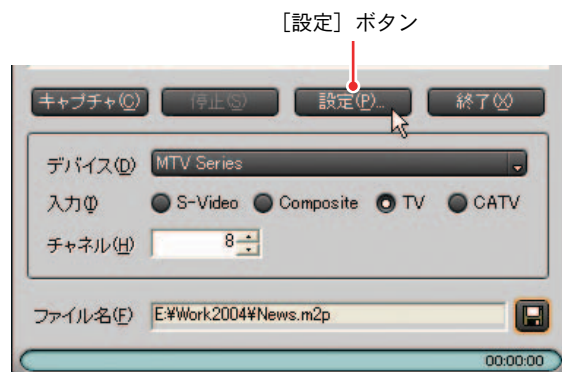 ［設定］ボタン
キャプチャ(C) 停止(S) 設定(P)... 終了(X)
デバイス(D) MTV Series
入力(I) S-Video Composite TV CATV
チャネル(H) 8
ファイル名(F) E:¥Work2004¥News.m2p
00:00:00